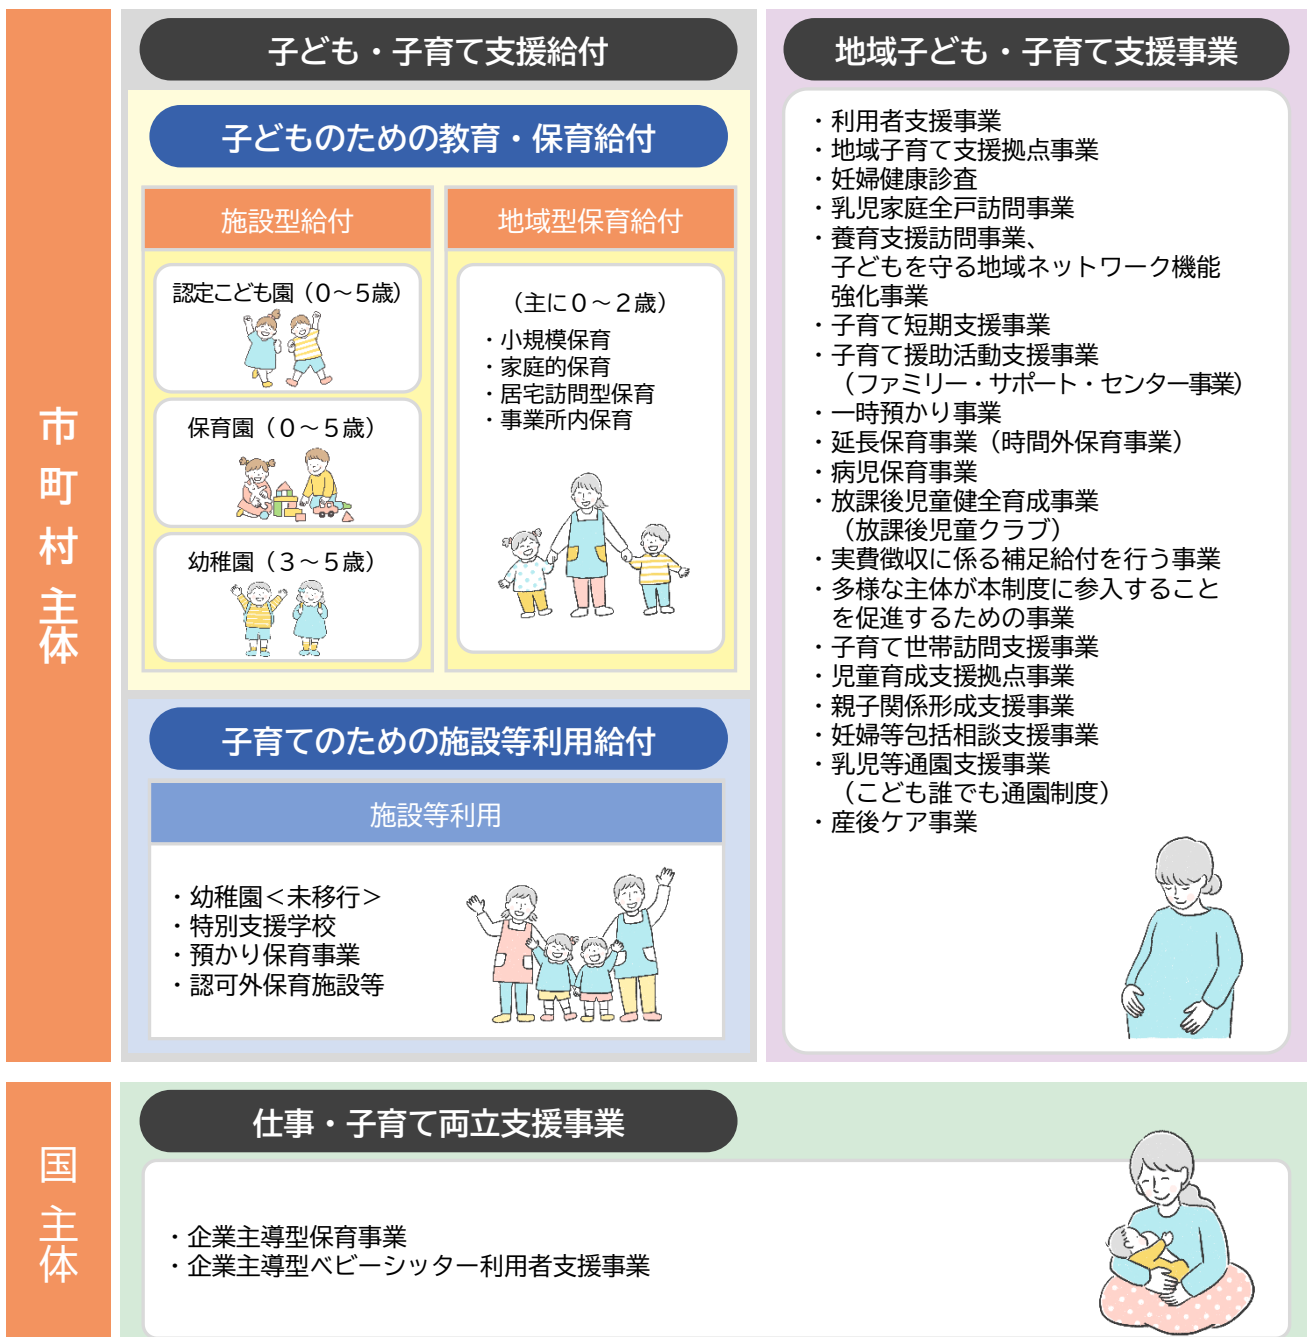 市町村主体
子ども・子育て支援給付
子どものための教育・保育給付
施設型給付
認定こども園（0～5歳）
保育園（0～5歳）
幼稚園（3～5歳）
地域型保育給付
（主に0～2歳）
・小規模保育
・家庭的保育
・居宅訪問型保育
・事業所内保育
子育てのための施設等利用給付
施設等利用
・幼稚園＜未移行＞
・特別支援学校
・預かり保育事業
・認可外保育施設等
地域子ども・子育て支援事業
・利用者支援事業
・地域子育て支援拠点事業
・妊婦健康診査
・乳児家庭全戸訪問事業
・養育支援訪問事業、
子どもを守る地域ネットワーク機能
強化事業
・子育て短期支援事業
・子育て援助活動支援事業
（ファミリー・サポート・センター事業）
・一時預かり事業
・延長保育事業（時間外保育事業）
・病児保育事業
・放課後児童健全育成事業
（放課後児童クラブ）
・実費徴収に係る補足給付を行う事業
・多様な主体が本制度に参入すること
を促進するための事業
・子育て世帯訪問支援事業
・児童育成支援拠点事業
・親子関係形成支援事業
・妊婦等包括相談支援事業
・乳児等通園支援事業
（こども誰でも通園制度）
・産後ケア事業
国主体
仕事・子育て両立支援事業
・企業主導型保育事業
・企業主導型ベビーシッター利用者支援事業